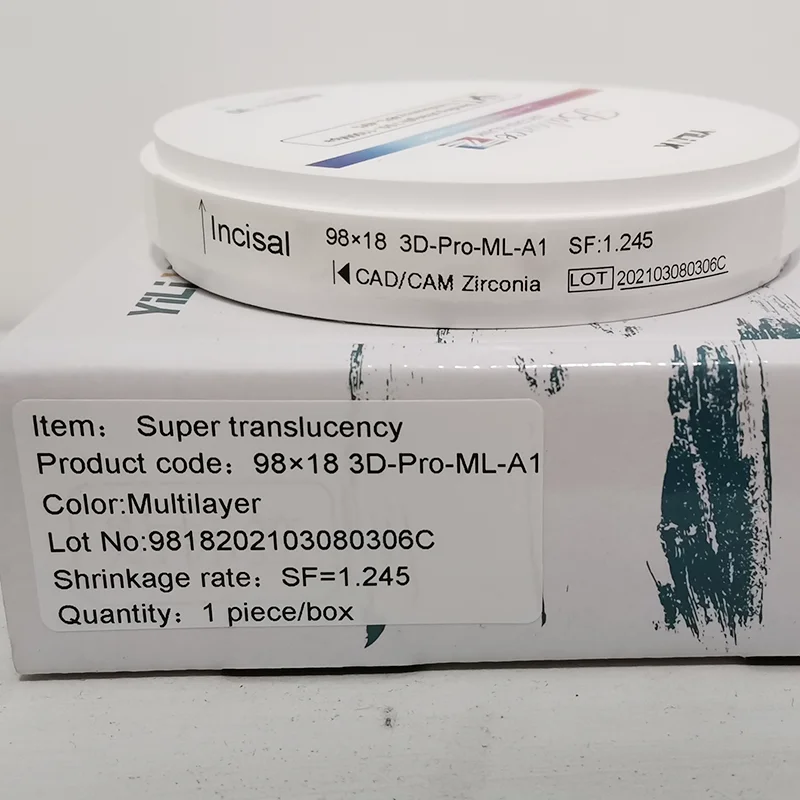 YILIK
Incisal 98×18 3D-Pro-ML-A1 SF:1.245
CAD/CAM Zirconia LOT 202103080306C
Item: Super translucency
Product code: 98×18 3D-Pro-ML-A1
Color:Multilayer
Lot No:9818202103080306C
Shrinkage rate: SF=1.245
Quantity: 1 piece/box